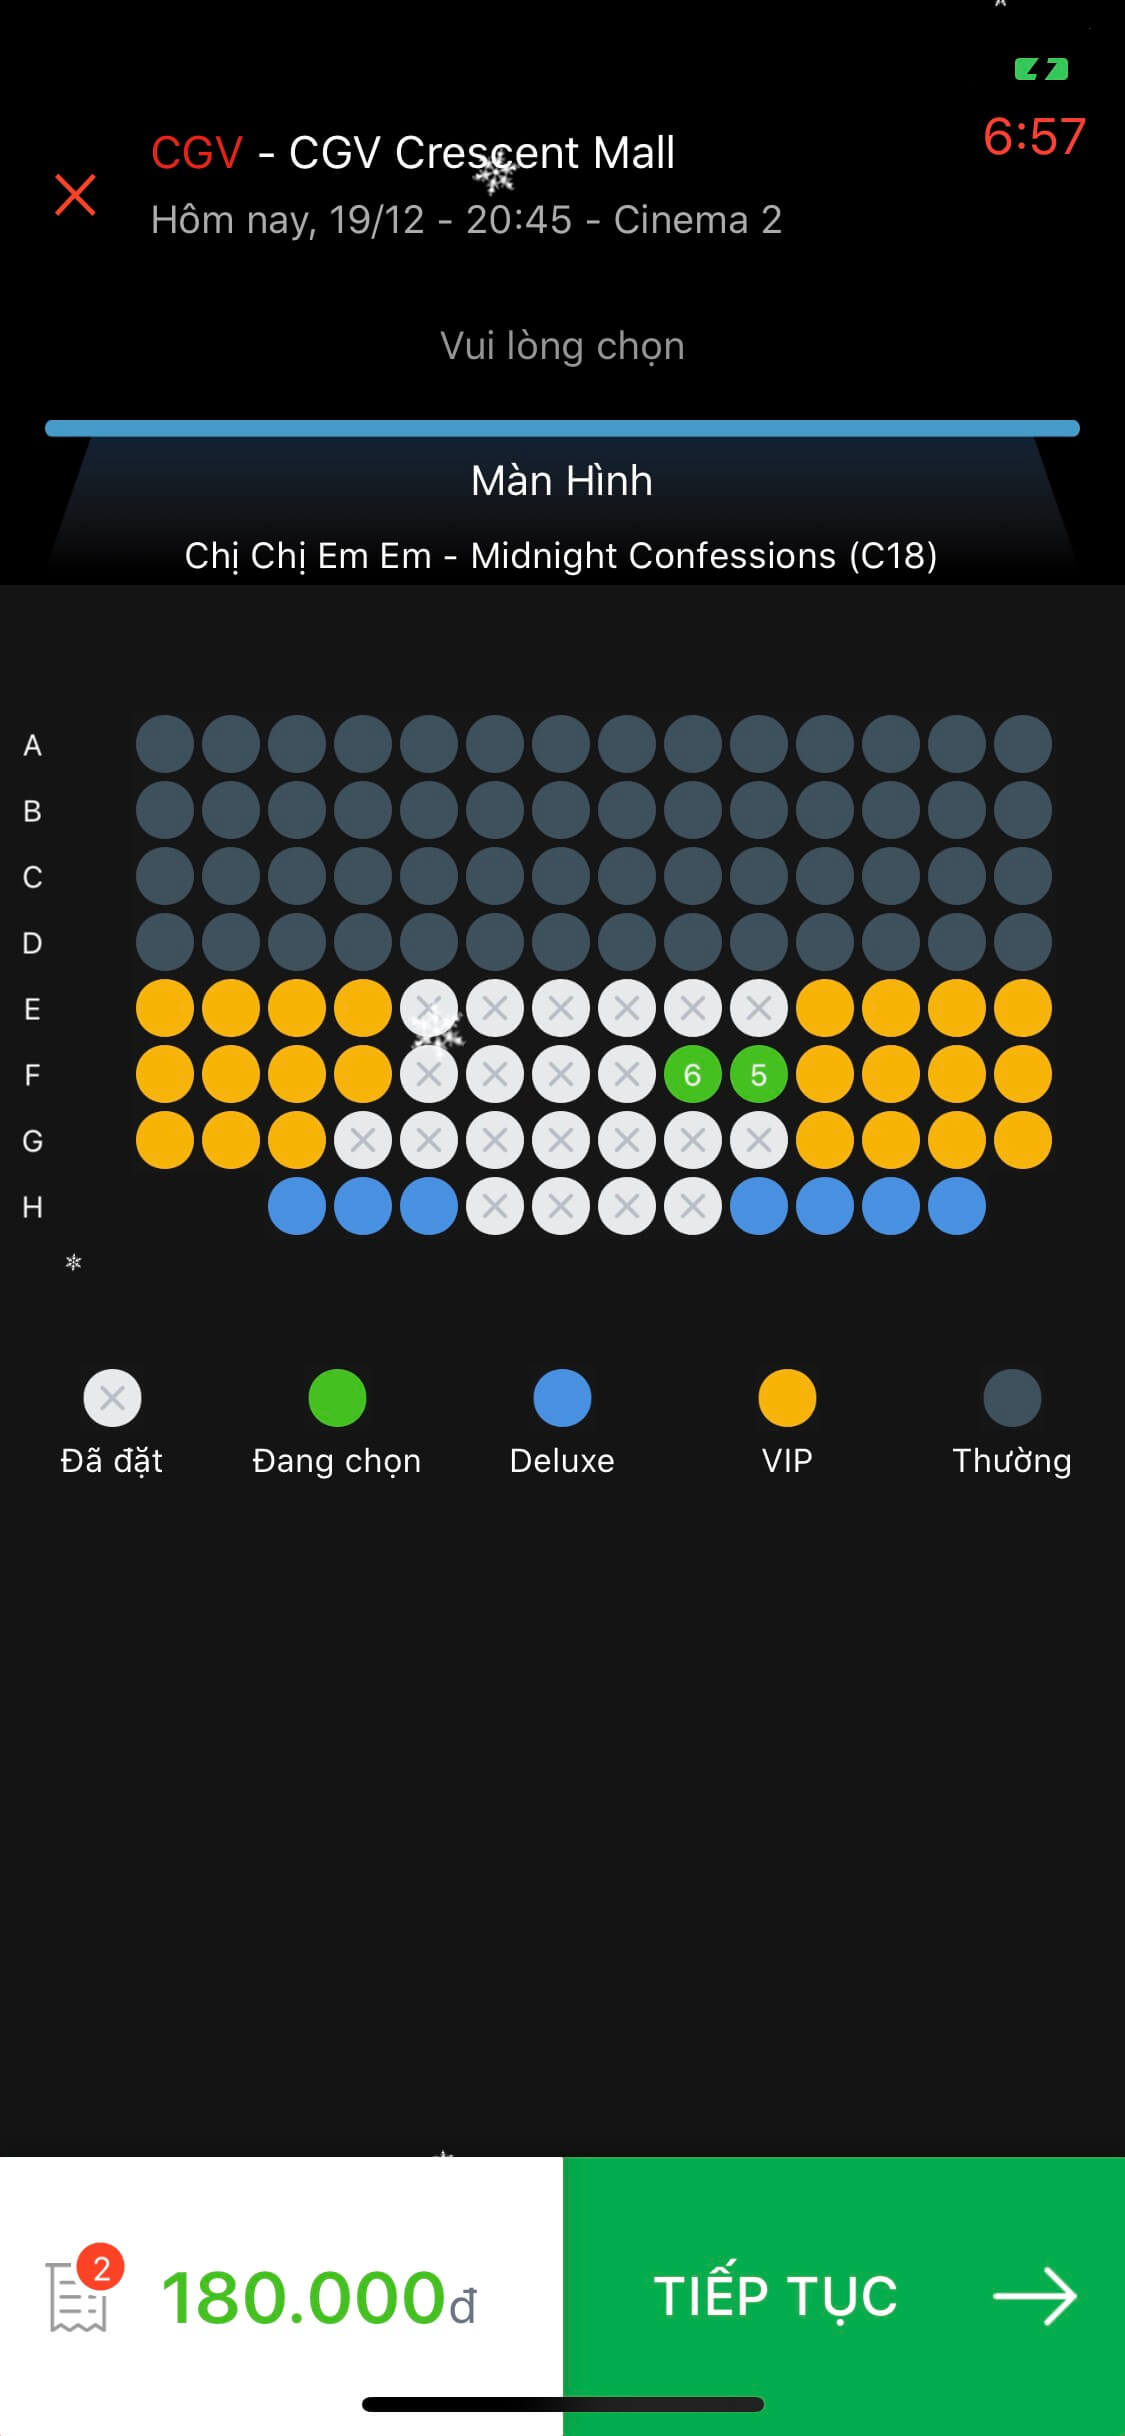 6:57
CGV - CGV Crescent Mall
Hôm nay, 19/12 - 20:45 - Cinema 2
Vui lòng chọn
Màn Hình
Chị Chị Em Em - Midnight Confessions (C18)
A
B
C
D
E
F 6 5
G
H
Đã đặt Đang chọn Deluxe VIP Thường
2 180.000đ TIẾP TỤC